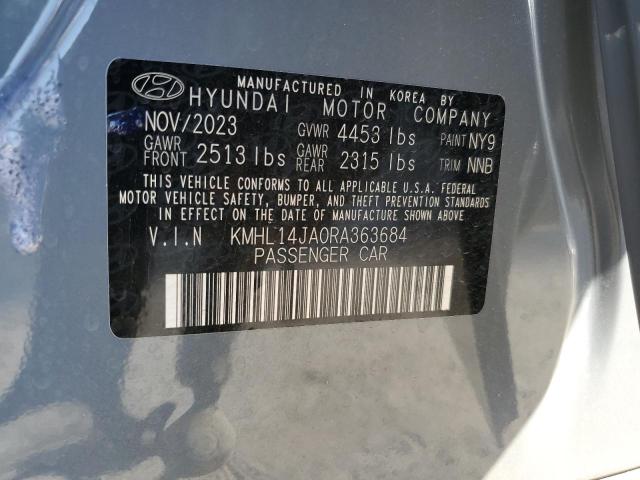 MANUFACTURED IN KOREA BY
HYUNDAI MOTOR COMPANY
NOV/2023 GVWR 4453 lbs PAINT NY9
GAWR FRONT 2513 lbs GAWR REAR 2315 lbs TRIM NNB
THIS VEHICLE CONFORMS TO ALL APPLICABLE U.S.A. FEDERAL
MOTOR VEHICLE SAFETY, BUMPER, AND THEFT PREVENTION STANDARDS
IN EFFECT ON THE DATE OF MANUFACTURE SHOWN ABOVE.
V.I.N KMHL14JA0RA363684
PASSENGER CAR